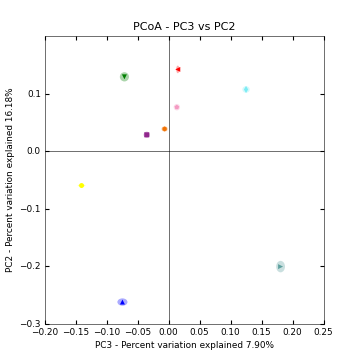 PCoA - PC3 vs PC2
PC2 - Percent variation explained 16.18%
0.1
0.0
−0.1
−0.2
−0.3
−0.20 −0.15 −0.10 −0.05 0.00 0.05 0.10 0.15 0.20 0.25
PC3 - Percent variation explained 7.90%